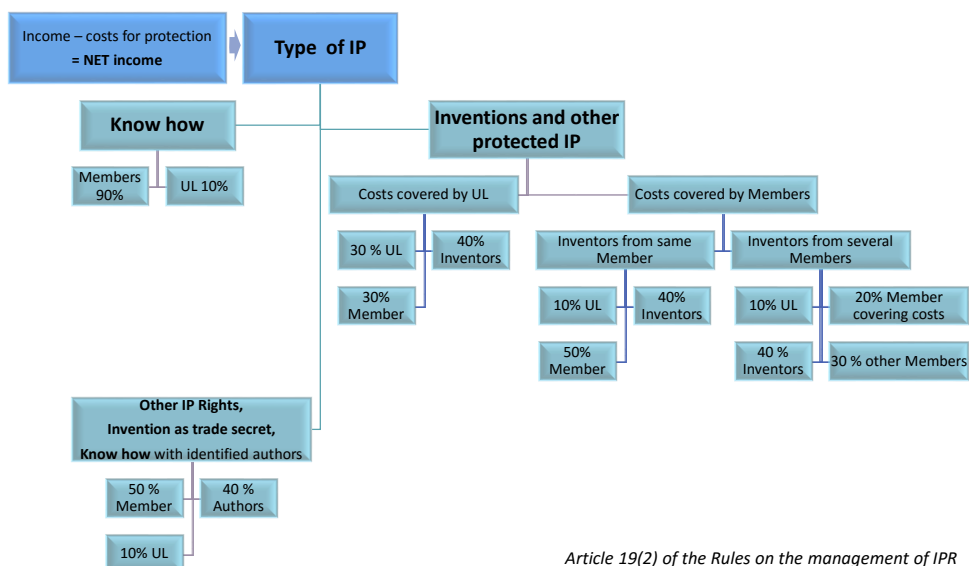 Income – costs for protection
= NET income
Type of IP
Know how
Members
90%
UL 10%
Inventions and other
protected IP
Costs covered by UL
30 % UL
40%
Inventors
30%
Member
Costs covered by Members
Inventors from same
Member
10% UL
40%
Inventors
50%
Member
Inventors from several
Members
10% UL
20% Member
covering costs
40 %
Inventors
30 % other Members
Other IP Rights,
Invention as trade secret,
Know how with identified authors
50 %
Member
40 %
Authors
10% UL
Article 19(2) of the Rules on the management of IPR